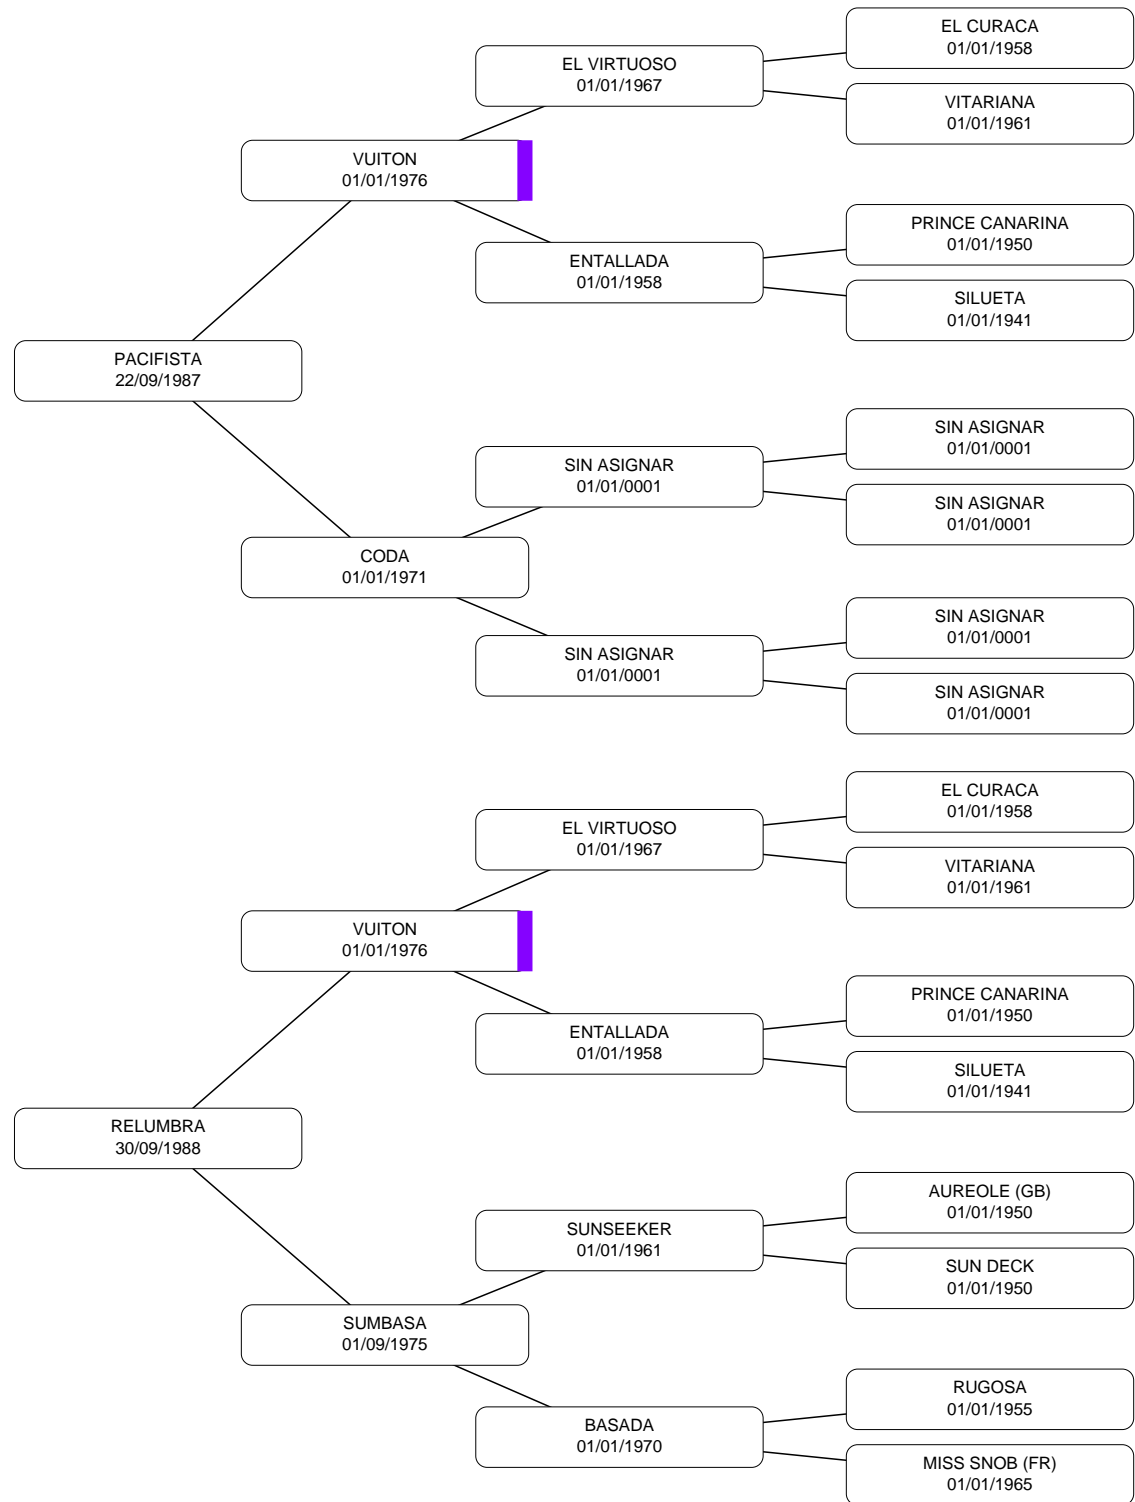 EL CURACA
01/01/1958
EL VIRTUOSO
01/01/1967
VITARIANA
01/01/1961
VUITON
01/01/1976
PRINCE CANARINA
01/01/1950
ENTALLADA
01/01/1958
SILUETA
01/01/1941
PACIFISTA
22/09/1987
SIN ASIGNAR
01/01/0001
SIN ASIGNAR
01/01/0001
SIN ASIGNAR
01/01/0001
CODA
01/01/1971
SIN ASIGNAR
01/01/0001
SIN ASIGNAR
01/01/0001
SIN ASIGNAR
01/01/0001
EL CURACA
01/01/1958
EL VIRTUOSO
01/01/1967
VITARIANA
01/01/1961
VUITON
01/01/1976
PRINCE CANARINA
01/01/1950
ENTALLADA
01/01/1958
SILUETA
01/01/1941
RELUMBRA
30/09/1988
AUREOLE (GB)
01/01/1950
SUNSEEKER
01/01/1961
SUN DECK
01/01/1950
SUMBASA
01/09/1975
RUGOSA
01/01/1955
BASADA
01/01/1970
MISS SNOB (FR)
01/01/1965